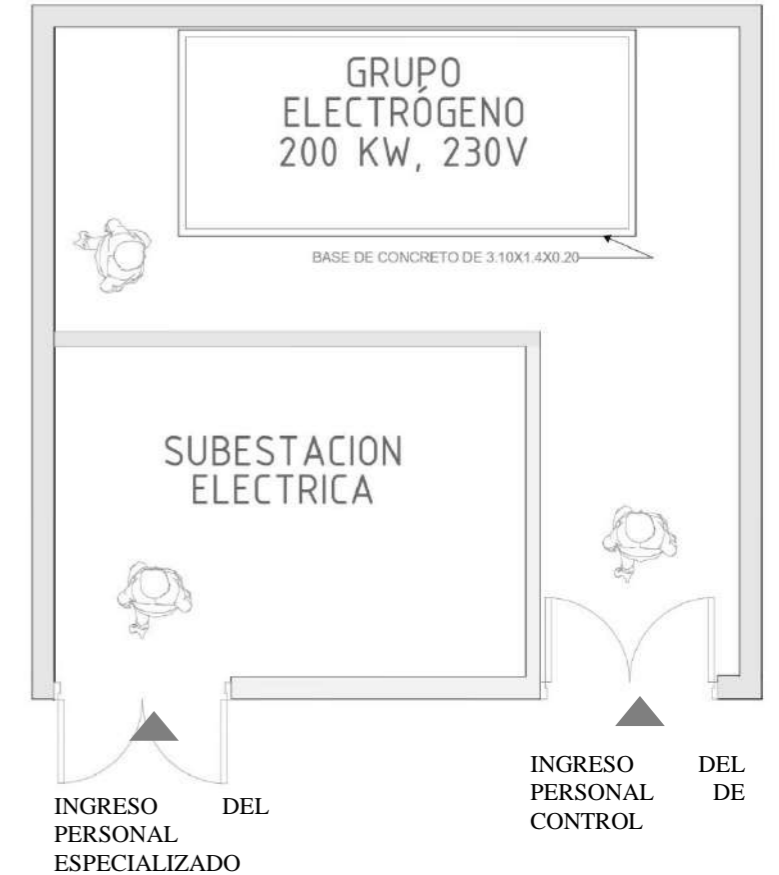 GRUPO
ELECTRÓGENO
200 KW, 230V
BASE DE CONCRETO DE 3.10X1.4X0.20
SUBESTACION
ELECTRICA
INGRESO DEL
PERSONAL DE
CONTROL
INGRESO DEL
PERSONAL
ESPECIALIZADO